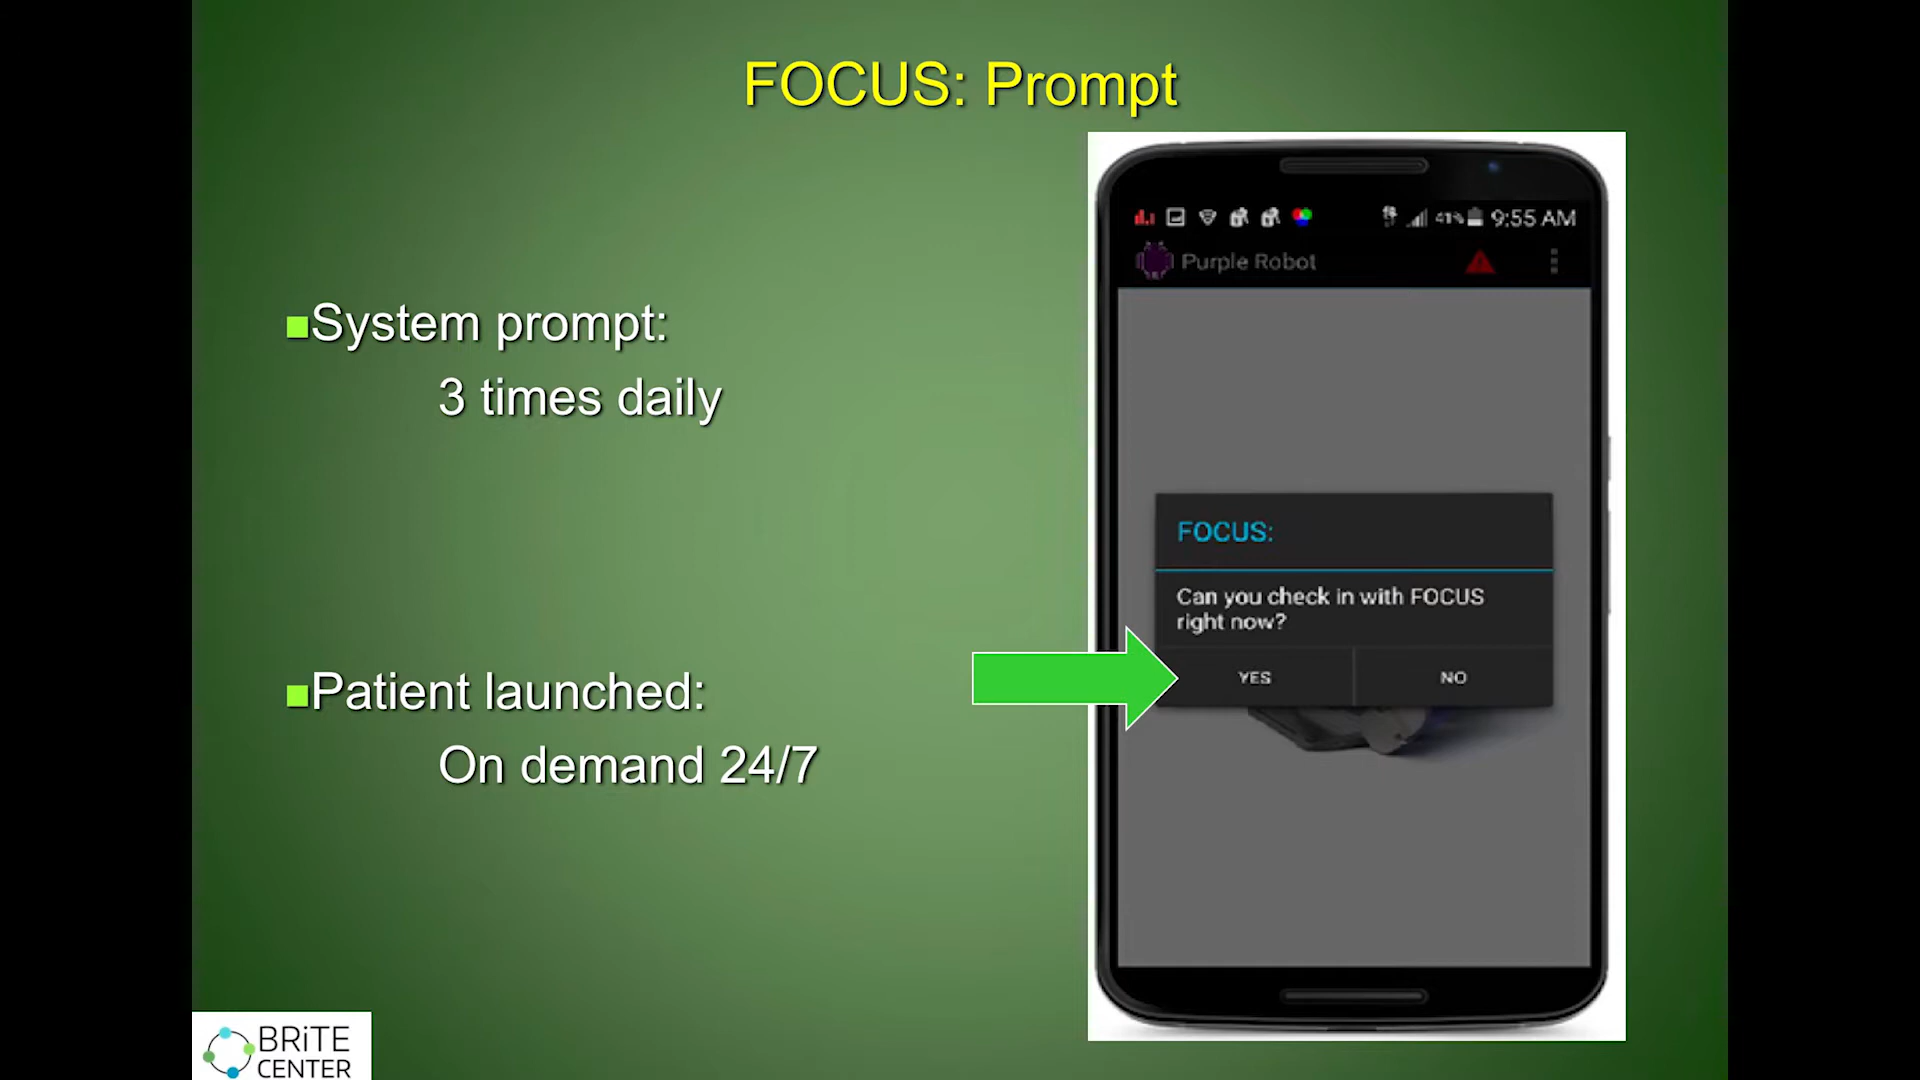 FOCUS: Prompt
System prompt:
3 times daily
Patient launched:
On demand 24/7
41% 9:55 AM
Purple Robot
FOCUS:
Can you check in with FOCUS
right now?
YES NO
BRiTE
CENTER